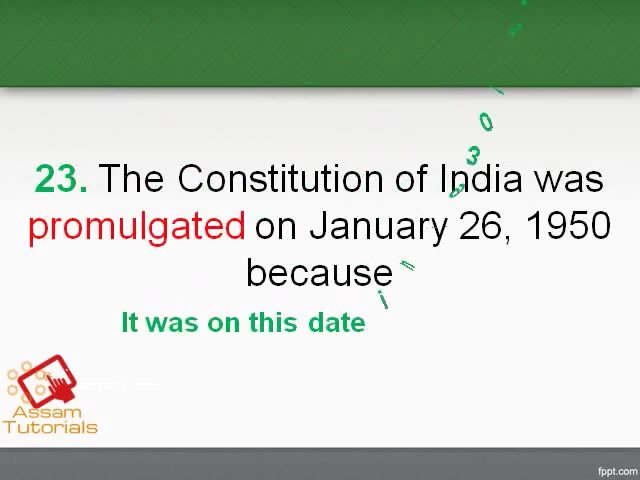 23. The Constitution of India was
promulgated on January 26, 1950
because
It was on this date
Assam
Tutorials
fppt.com